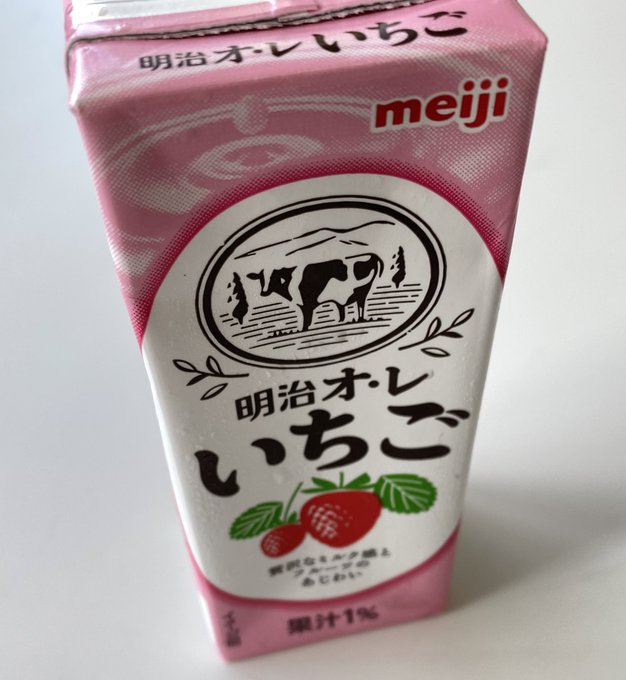 明治オ・レ いちご
meiji
明治オ・レ
いちご
贅沢なミルク感と
フルーツの
あじわい
果汁1%